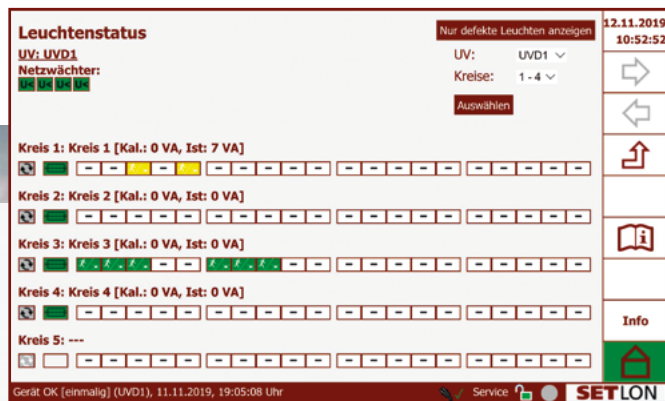 Leuchtenstatus
Nur defekte Leuchten anzeigen
12.11.2019
10:52:52
UV: UVD1
UV: UVD1
Netzwächter:
U< U< U< U<
Kreise: 1 - 4
Auswählen
Kreis 1: Kreis 1 [Kal.: 0 VA, Ist: 7 VA]
Kreis 2: Kreis 2 [Kal.: 0 VA, Ist: 0 VA]
Kreis 3: Kreis 3 [Kal.: 0 VA, Ist: 0 VA]
Kreis 4: Kreis 4 [Kal.: 0 VA, Ist: 0 VA]
Info
Kreis 5: ---
Gerät OK [einmalig] (UVD1), 11.11.2019, 19:05:08 Uhr
Service
SETLON